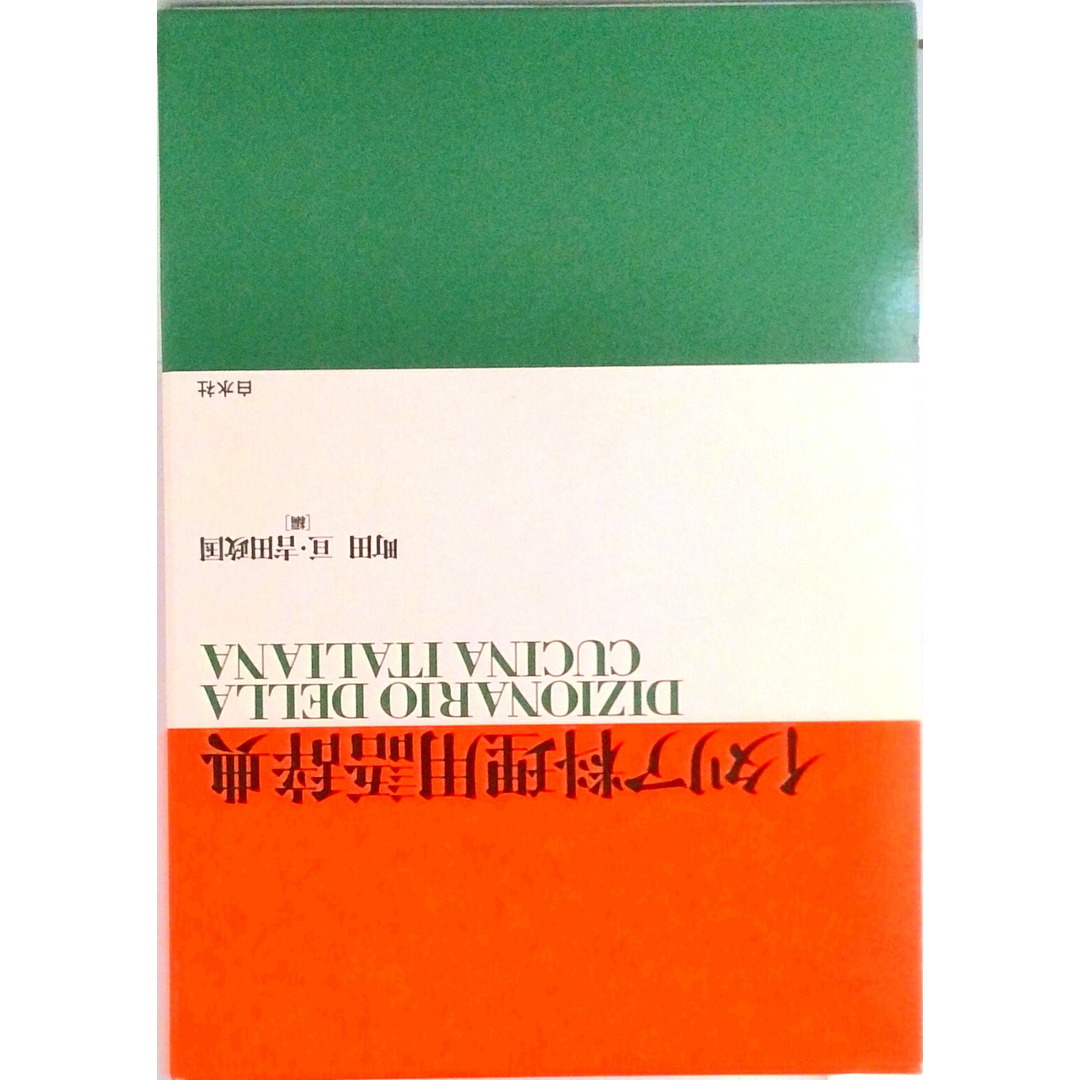 イタリア料理用語辞典
DIZIONARIO DELLA
CUCINA ITALIANA
町田 亘・吉田政国
[編]
白水社